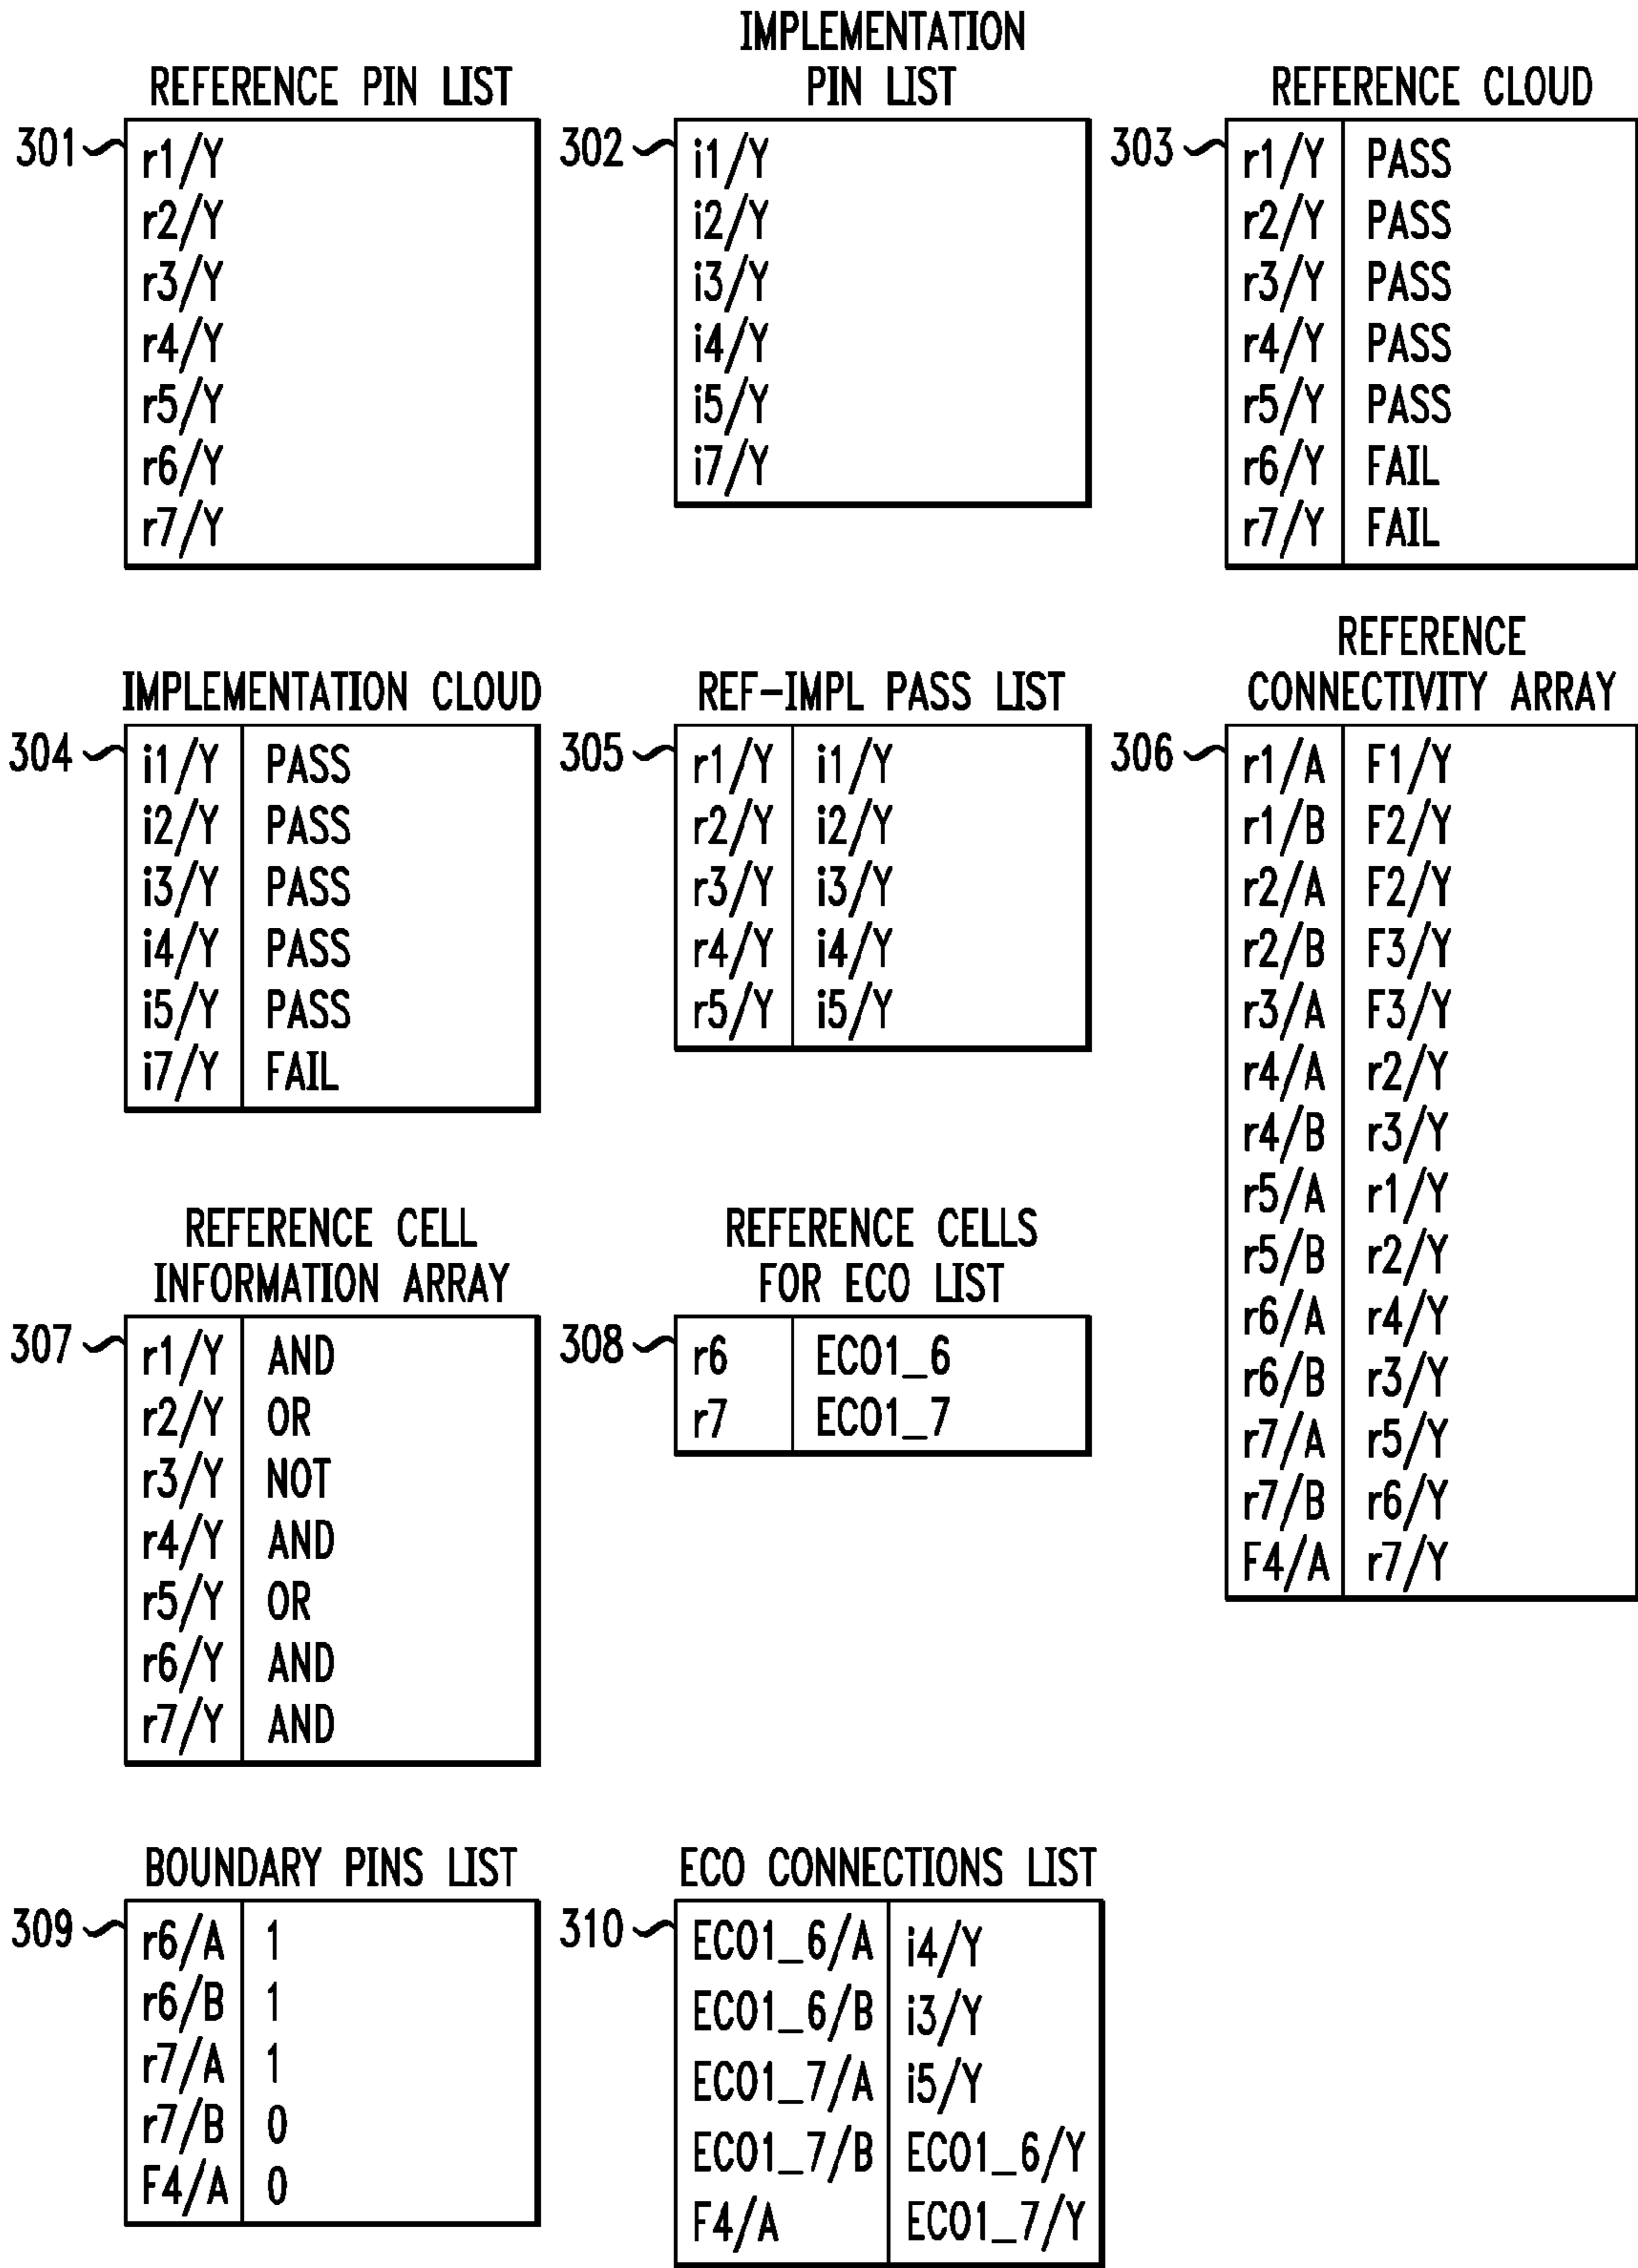 REFERENCE PIN LIST
301
r1/Y
r2/Y
r3/Y
r4/Y
r5/Y
r6/Y
r7/Y
IMPLEMENTATION
PIN LIST
302
i1/Y
i2/Y
i3/Y
i4/Y
i5/Y
i7/Y
REFERENCE CLOUD
303
r1/Y PASS
r2/Y PASS
r3/Y PASS
r4/Y PASS
r5/Y PASS
r6/Y FAIL
r7/Y FAIL
IMPLEMENTATION CLOUD
304
i1/Y PASS
i2/Y PASS
i3/Y PASS
i4/Y PASS
i5/Y PASS
i7/Y FAIL
REF-IMPL PASS LIST
305
r1/Y i1/Y
r2/Y i2/Y
r3/Y i3/Y
r4/Y i4/Y
r5/Y i5/Y
REFERENCE
CONNECTIVITY ARRAY
306
r1/A F1/Y
r1/B F2/Y
r2/A F2/Y
r2/B F3/Y
r3/A F3/Y
r4/A r2/Y
r4/B r3/Y
r5/A r1/Y
r5/B r2/Y
r6/A r4/Y
r6/B r3/Y
r7/A r5/Y
r7/B r6/Y
F4/A r7/Y
REFERENCE CELL
INFORMATION ARRAY
307
r1/Y AND
r2/Y OR
r3/Y NOT
r4/Y AND
r5/Y OR
r6/Y AND
r7/Y AND
REFERENCE CELLS
FOR ECO LIST
308
r6 ECO1_6
r7 ECO1_7
BOUNDARY PINS LIST
309
r6/A 1
r6/B 1
r7/A 1
r7/B 0
F4/A 0
ECO CONNECTIONS LIST
310
ECO1_6/A i4/Y
ECO1_6/B i3/Y
ECO1_7/A i5/Y
ECO1_7/B ECO1_6/Y
F4/A ECO1_7/Y